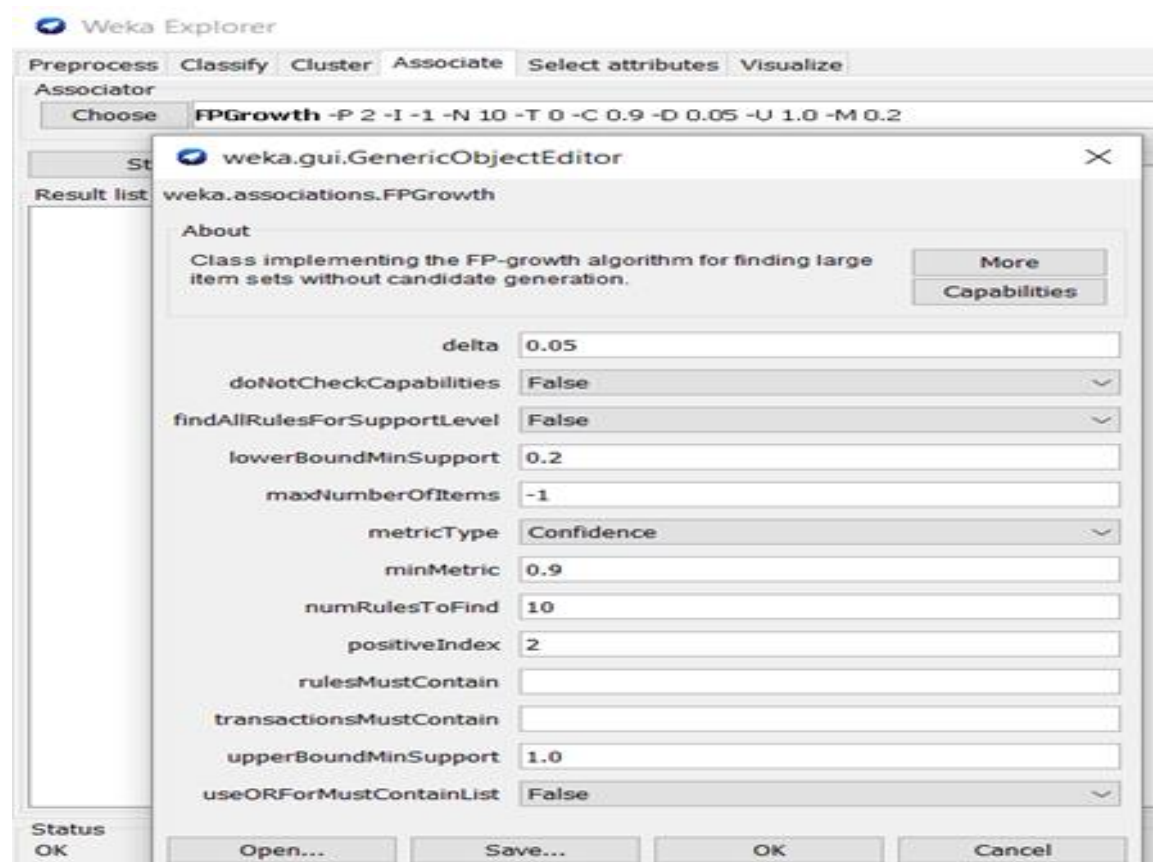 Weka Explorer
Preprocess Classify Cluster Associate Select attributes Visualize
Associator
Choose FPGrowth -P 2 -I -1 -N 10 -T 0 -C 0.9 -D 0.05 -U 1.0 -M 0.2
St
weka.gui.GenericObjectEditor
Result list
weka.associations.FPGrowth
About
Class implementing the FP-growth algorithm for finding large
item sets without candidate generation.
More
Capabilities
delta 0.05
doNotCheckCapabilities False
findAllRulesForSupportLevel False
lowerBoundMinSupport 0.2
maxNumberOfItems -1
metricType Confidence
minMetric 0.9
numRulesToFind 10
positiveIndex 2
rulesMustContain
transactionsMustContain
upperBoundMinSupport 1.0
useORForMustContainList False
Status
OK
Open... Save... OK Cancel